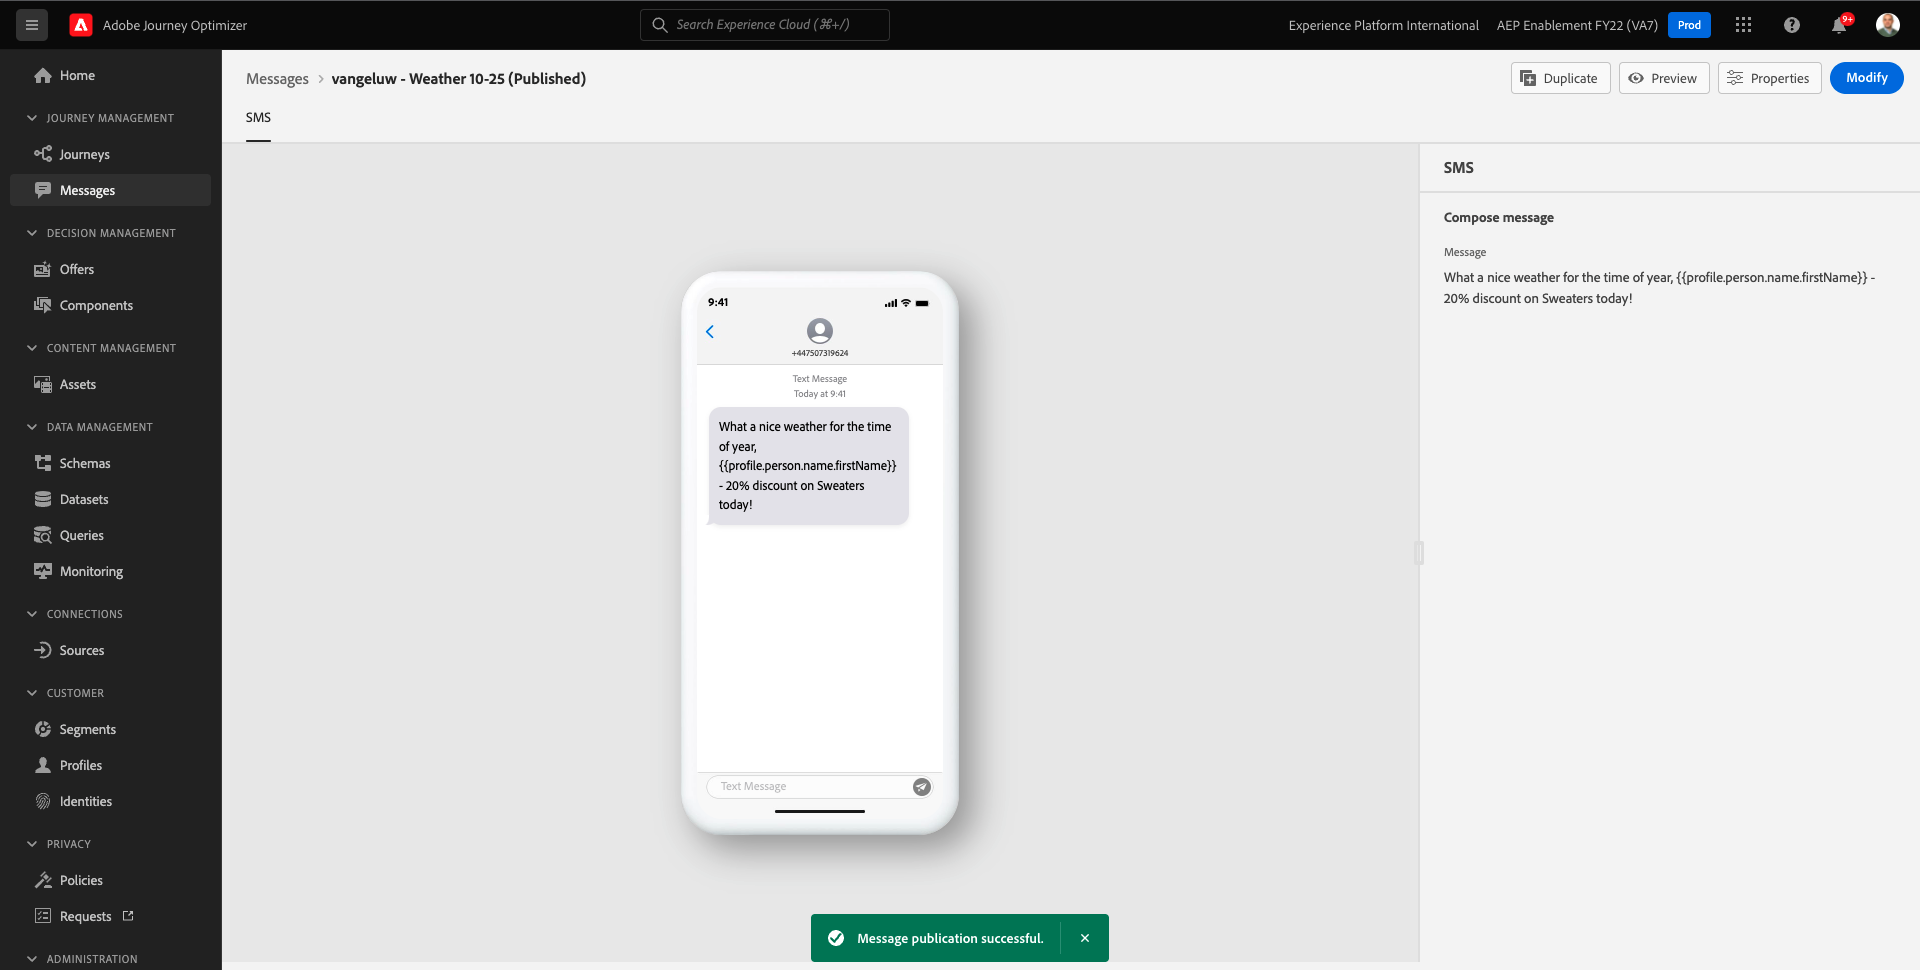 Adobe Journey Optimizer
Search Experience Cloud (⌘+/)
Experience Platform International
AEP Enablement FY22 (VA7)
Prod
9+
Home
JOURNEY MANAGEMENT
Journeys
Messages
DECISION MANAGEMENT
Offers
Components
CONTENT MANAGEMENT
Assets
DATA MANAGEMENT
Schemas
Datasets
Queries
Monitoring
CONNECTIONS
Sources
CUSTOMER
Segments
Profiles
Identities
PRIVACY
Policies
Requests
ADMINISTRATION
Messages > vangeluw - Weather 10-25 (Published)
Duplicate
Preview
Properties
Modify
SMS
9:41
+447507319624
Text Message
Today at 9:41
What a nice weather for the time
of year,
{{profile.person.name.firstName}}
- 20% discount on Sweaters
today!
Text Message
Message publication successful.
SMS
Compose message
Message
What a nice weather for the time of year, {{profile.person.name.firstName}} -
20% discount on Sweaters today!